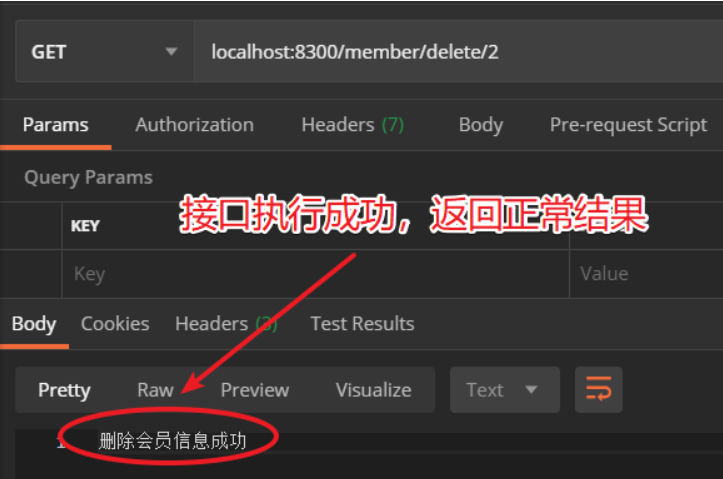 GET localhost:8300/member/delete/2
Params Authorization Headers (7) Body Pre-request Script
Query Params
接口执行成功，返回正常结果
KEY
Key Value
Body Cookies Headers (3) Test Results
Pretty Raw Preview Visualize Text
1 删除会员信息成功